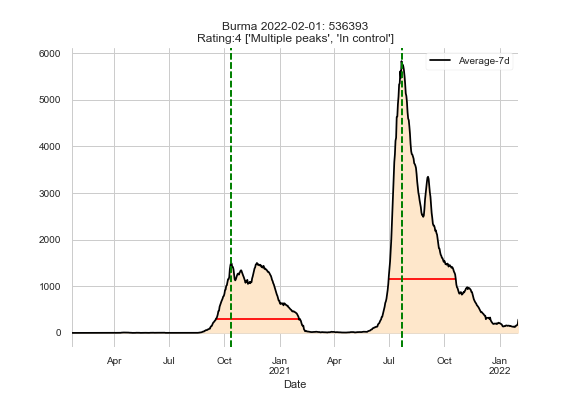 Burma 2022-02-01: 536393
Rating:4 ['Multiple peaks', 'In control']
Average-7d
6000
5000
4000
3000
2000
1000
0
Apr Jul Oct Jan Apr Jul Oct Jan
2021 2022
Date